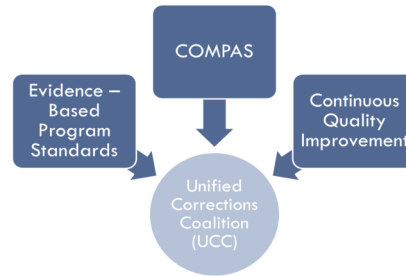 COMPAS
Evidence –
Based
Program
Standards
Continuous
Quality
Improvement
Unified
Corrections
Coalition
(UCC)